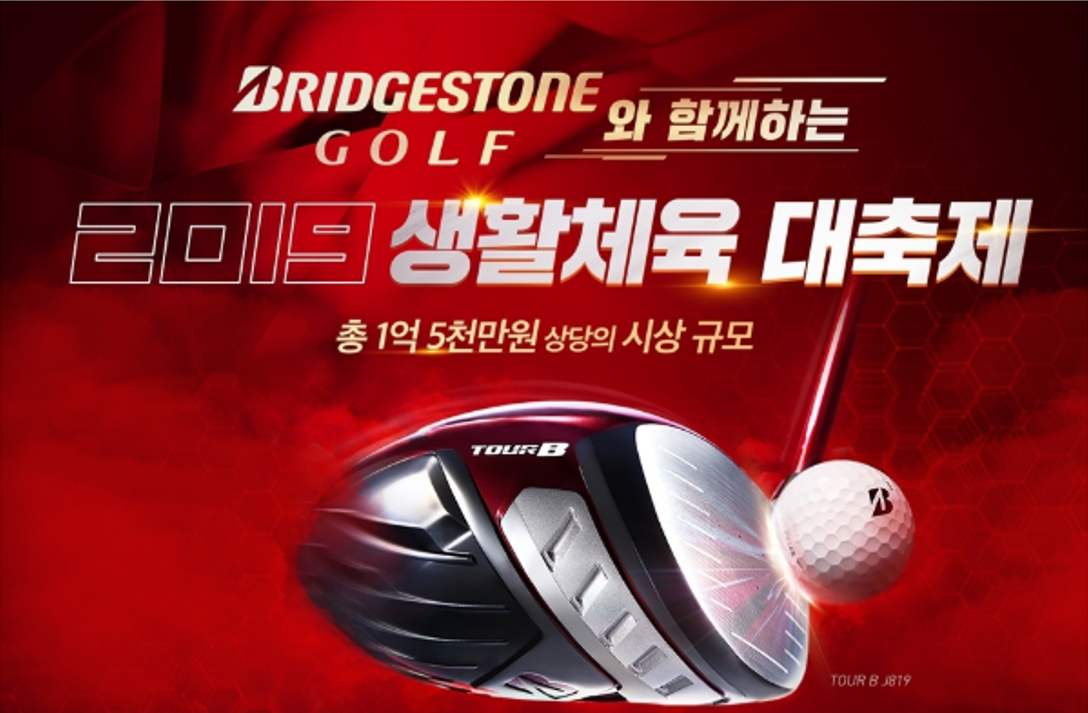 BRIDGESTONE
GOLF
와 함께하는
2019 생활체육 대축제
총 1억 5천만원 상당의 시상 규모
TOUR B
B
TOUR B J819